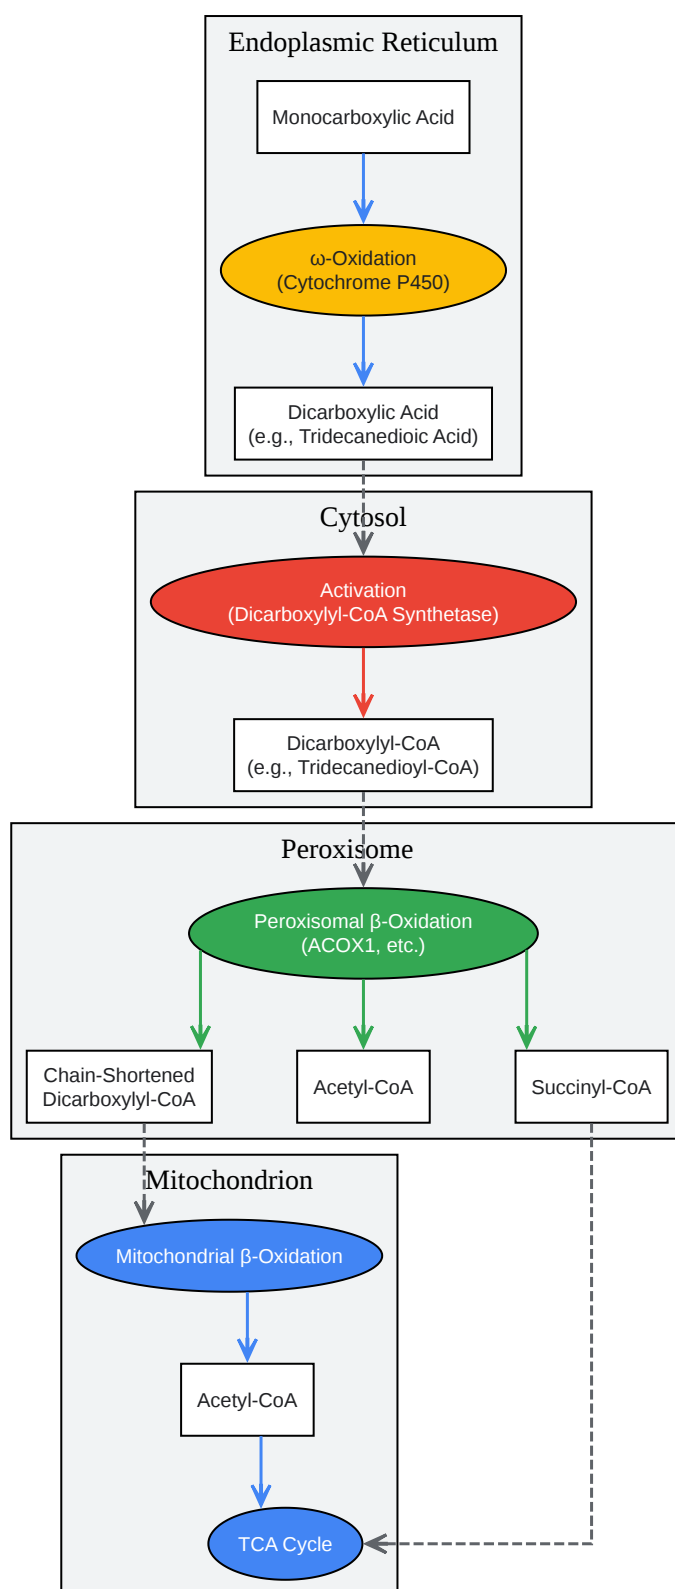 Endoplasmic Reticulum
Monocarboxylic Acid
ω-Oxidation
(Cytochrome P450)
Dicarboxylic Acid
(e.g., Tridecanedioic Acid)
Cytosol
Activation
(Dicarboxylyl-CoA Synthetase)
Dicarboxylyl-CoA
(e.g., Tridecanedioyl-CoA)
Peroxisome
Peroxisomal β-Oxidation
(ACOX1, etc.)
Chain-Shortened
Dicarboxylyl-CoA
Acetyl-CoA
Succinyl-CoA
Mitochondrion
Mitochondrial β-Oxidation
Acetyl-CoA
TCA Cycle